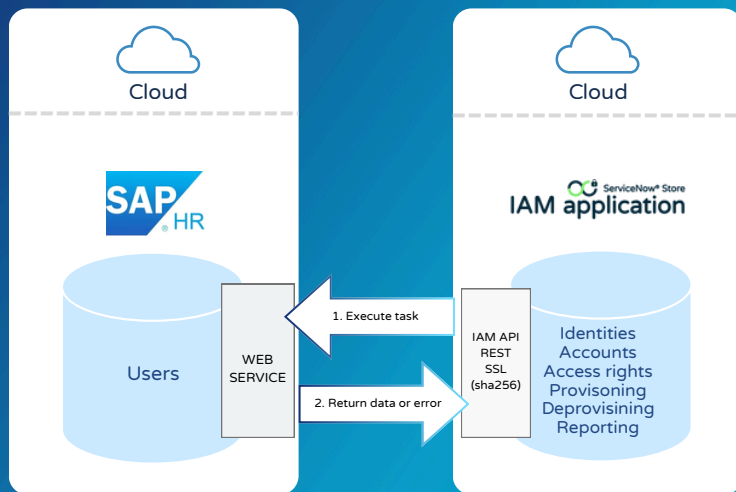 Cloud
SAP
® HR
Users
WEB
SERVICE
1. Execute task
2. Return data or error
Cloud
ServiceNow® Store
IAM application
IAM API
REST
SSL
(sha256)
Identities
Accounts
Access rights
Provisoning
Deprovisining
Reporting